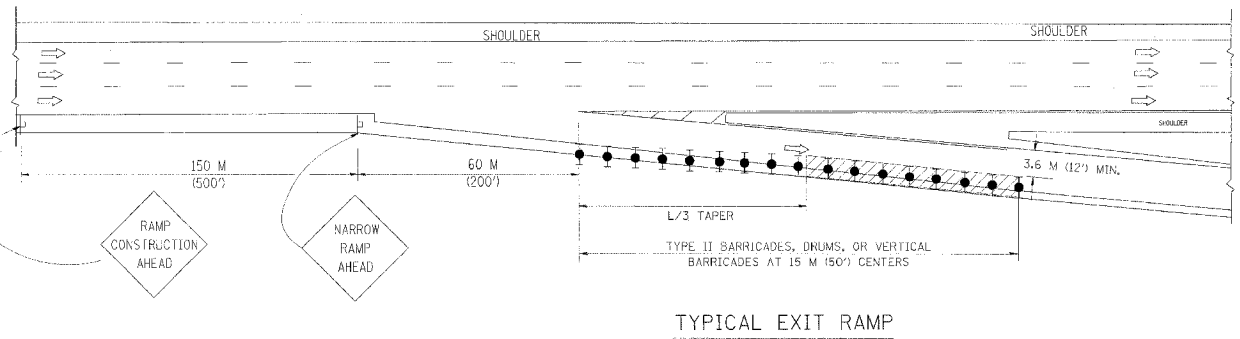 SHOULDER
SHOULDER
SHOULDER
150 M
(500')
60 M
(200')
3.6 M (12') MIN.
L/3 TAPER
RAMP
CONSTRUCTION
AHEAD
NARROW
RAMP
AHEAD
TYPE II BARRICADES, DRUMS, OR VERTICAL
BARRICADES AT 15 M (50') CENTERS
TYPICAL EXIT RAMP